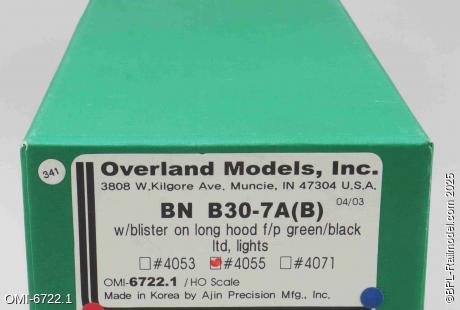 341
Overland Models, Inc.
3808 W.Kilgore Ave. Muncie, IN 47304 U.S.A.
04/03
BN B30-7A(B)
w/blister on long hood f/p green/black
ltd, lights
#4053 #4055 #4071
OMI-6722.1 /HO Scale
Made in Korea by Ajin Precision Mfg., Inc.
OMI-6722.1
©BPL-Railmodel.com 2025